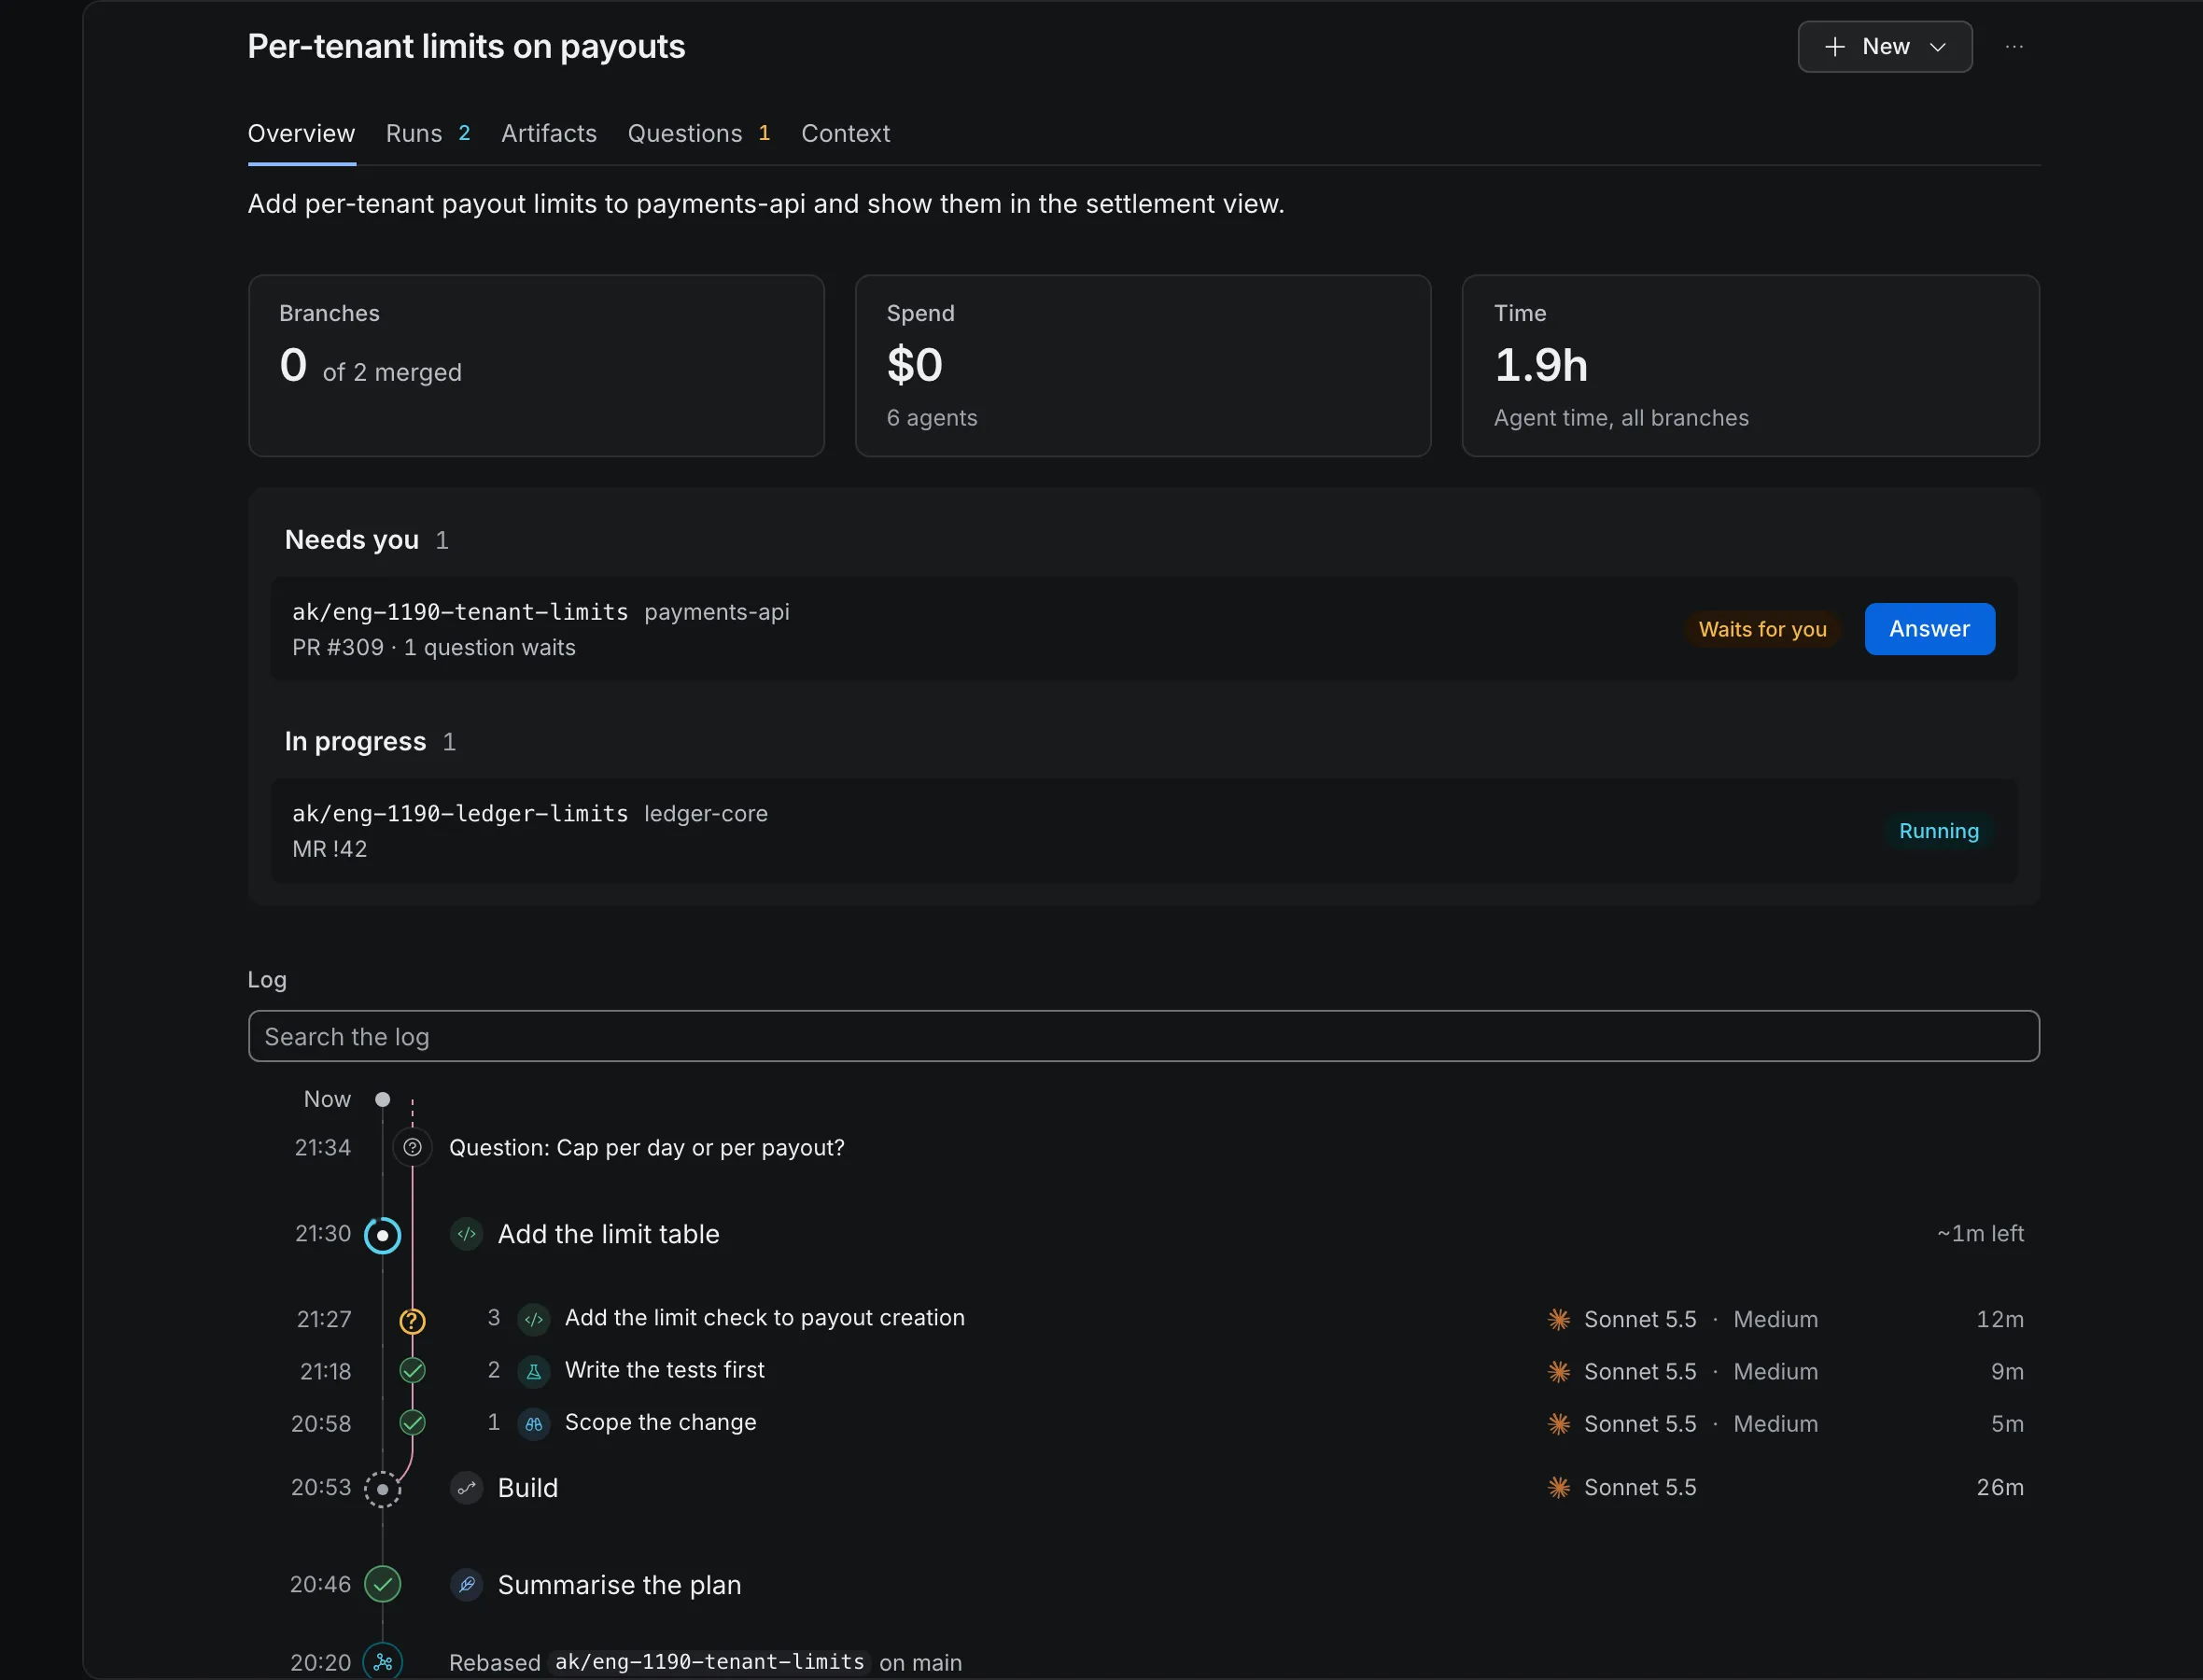 Per-tenant limits on payouts
New
Overview Runs 2 Artifacts Questions 1 Context
Add per-tenant payout limits to payments-api and show them in the settlement view.
Branches
0 of 2 merged
Spend
$0
6 agents
Time
1.9h
Agent time, all branches
Needs you 1
ak/eng-1190-tenant-limits payments-api
PR #309 · 1 question waits
Waits for you
Answer
In progress 1
ak/eng-1190-ledger-limits ledger-core
MR !42
Running
Log
Search the log
Now
21:34 Question: Cap per day or per payout?
21:30 Add the limit table ~1m left
21:27 3 Add the limit check to payout creation Sonnet 5.5 · Medium 12m
21:18 2 Write the tests first Sonnet 5.5 · Medium 9m
20:58 1 Scope the change Sonnet 5.5 · Medium 5m
20:53 Build Sonnet 5.5 26m
20:46 Summarise the plan
20:20 Rebased ak/eng-1190-tenant-limits on main